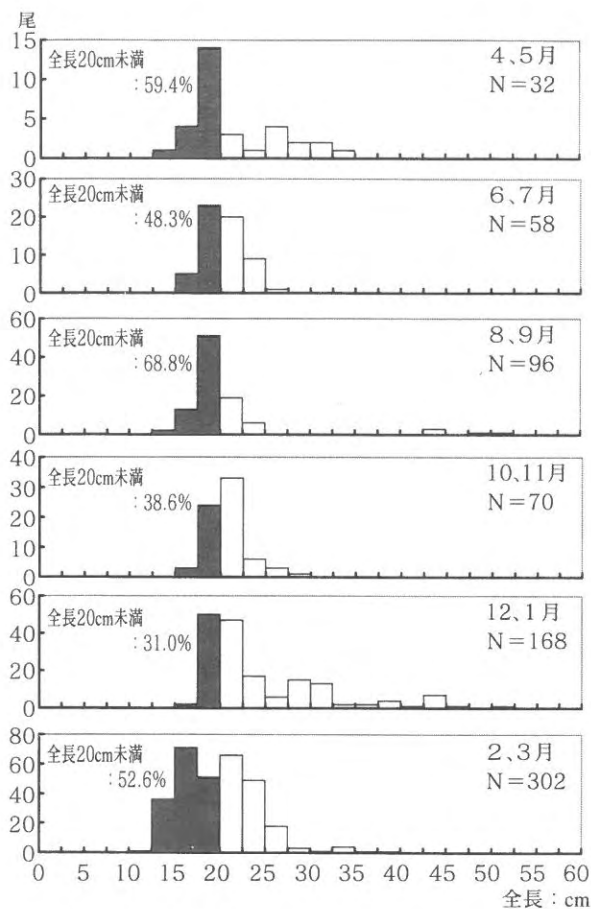 尾
15
10
5
0
全長20cm未満
:59.4%
4、5月
N=32
30
20
10
0
全長20cm未満
:48.3%
6、7月
N=58
60
40
20
0
全長20cm未満
:68.8%
8、9月
N=96
40
30
20
10
0
全長20cm未満
:38.6%
10、11月
N=70
60
40
20
0
全長20cm未満
:31.0%
12、1月
N=168
80
60
40
20
0
全長20cm未満
:52.6%
2、3月
N=302
0 5 10 15 20 25 30 35 40 45 50 55 60
全長:cm